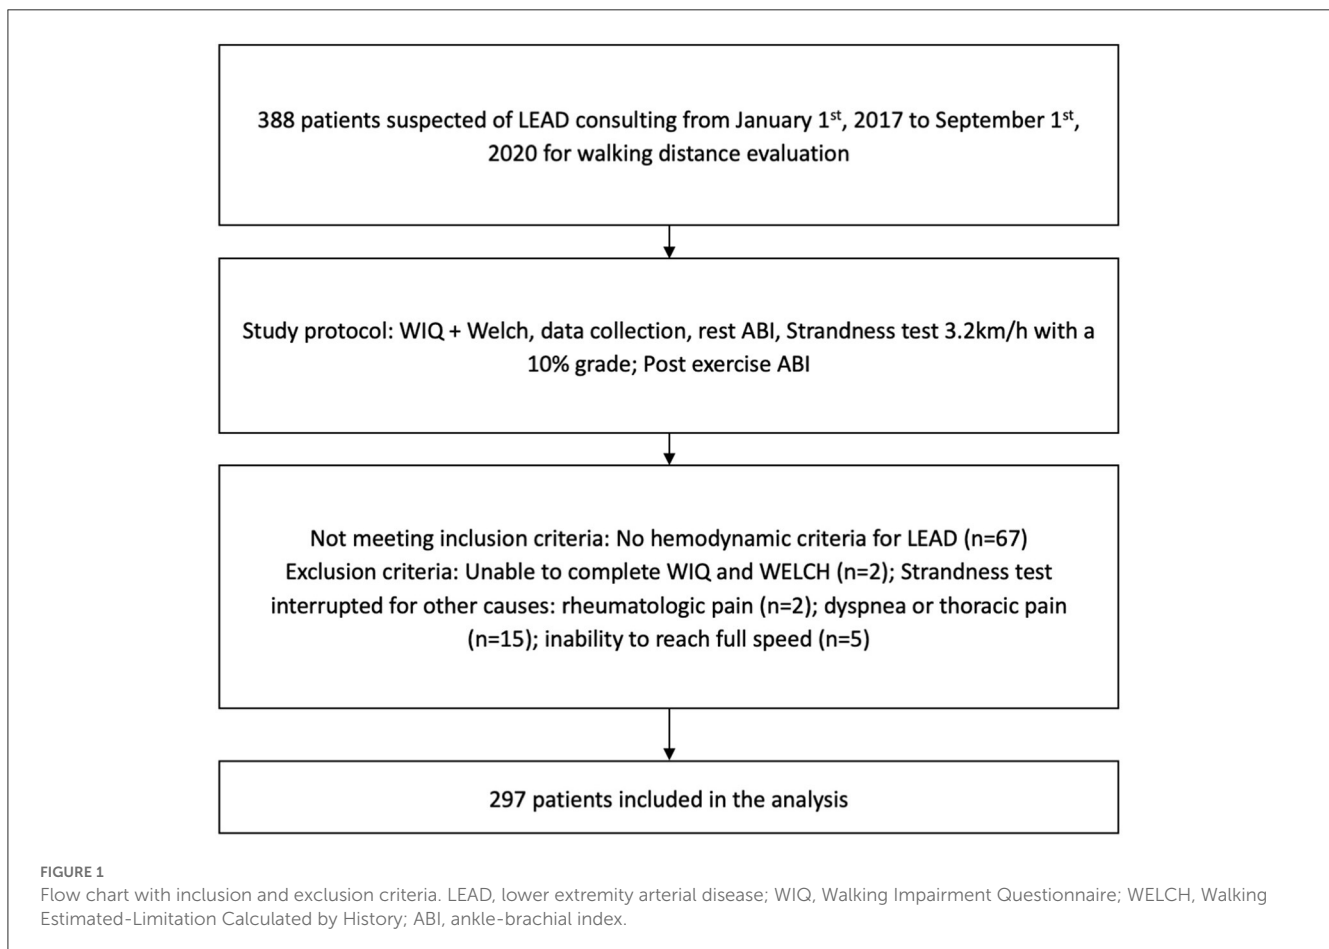 388 patients suspected of LEAD consulting from January 1st, 2017 to September 1st,
2020 for walking distance evaluation
Study protocol: WIQ + Welch, data collection, rest ABI, Strandness test 3.2km/h with a
10% grade; Post exercise ABI
Not meeting inclusion criteria: No hemodynamic criteria for LEAD (n=67)
Exclusion criteria: Unable to complete WIQ and WELCH (n=2); Strandness test
interrupted for other causes: rheumatologic pain (n=2); dyspnea or thoracic pain
(n=15); inability to reach full speed (n=5)
297 patients included in the analysis
FIGURE 1
Flow chart with inclusion and exclusion criteria. LEAD, lower extremity arterial disease; WIQ, Walking Impairment Questionnaire; WELCH, Walking
Estimated-Limitation Calculated by History; ABI, ankle-brachial index.